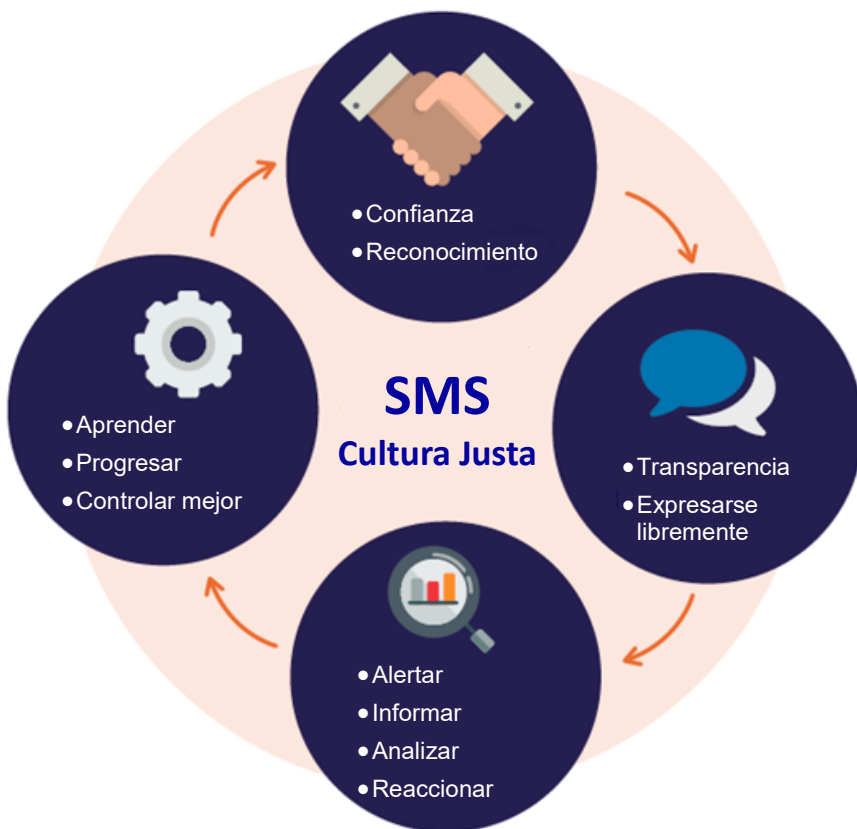 • Confianza
• Reconocimiento
SMS
Cultura Justa
• Transparencia
• Expresarse
libremente
• Alertar
• Informar
• Analizar
• Reaccionar
• Aprender
• Progresar
• Controlar mejor